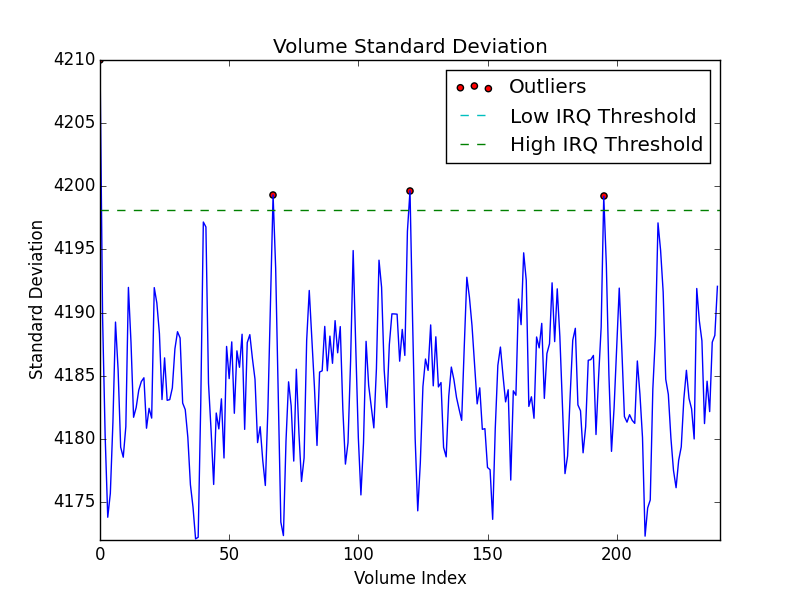 Volume Standard Deviation
4210
4205
4200
4195
4190
4185
4180
4175
Standard Deviation
Outliers
Low IRQ Threshold
High IRQ Threshold
0
50
100
150
200
Volume Index